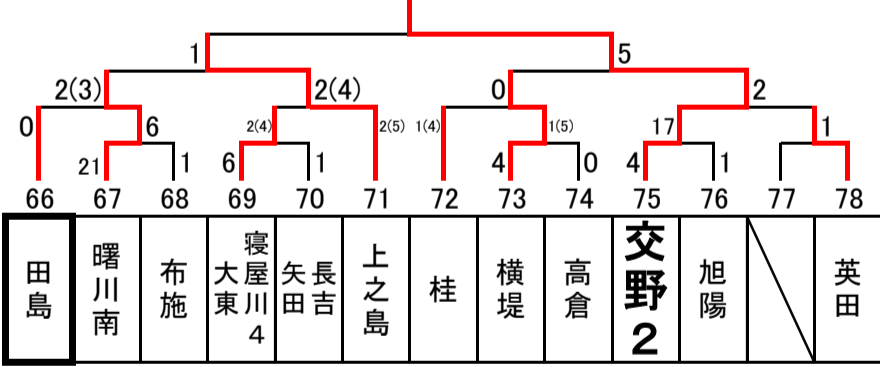 1
5
2(3)
2(4)
0
2
0
6
2(4)
2(5)
1(4)
1(5)
17
1
21
1
6
1
4
0
4
1
66
67
68
69
70
71
72
73
74
75
76
77
78
田島
曙川南
布施
寝屋川4
大東
長吉
矢田
上之島
桂
横堤
高倉
交野2
旭陽
英田